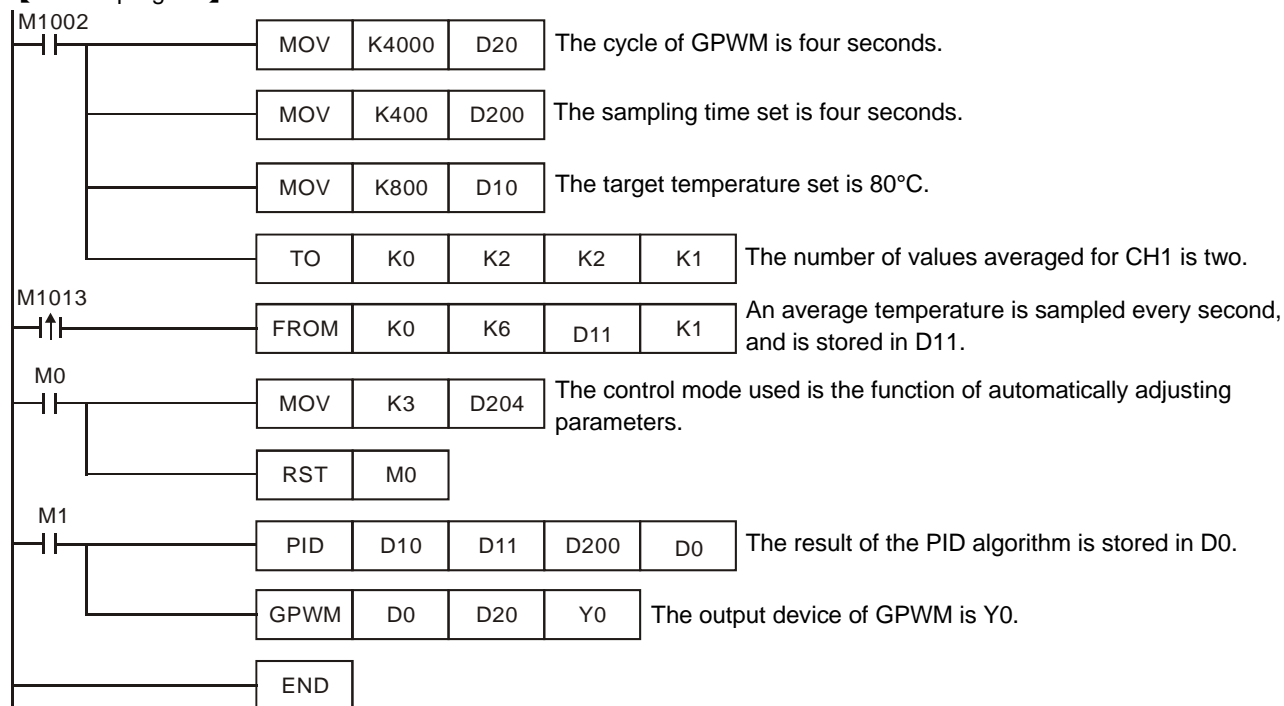 M1002
MOV K4000 D20 The cycle of GPWM is four seconds.
MOV K400 D200 The sampling time set is four seconds.
MOV K800 D10 The target temperature set is 80°C.
TO K0 K2 K2 K1 The number of values averaged for CH1 is two.
M1013
FROM K0 K6 D11 K1 An average temperature is sampled every second,
and is stored in D11.
M0
MOV K3 D204 The control mode used is the function of automatically adjusting
parameters.
RST M0
M1
PID D10 D11 D200 D0 The result of the PID algorithm is stored in D0.
GPWM D0 D20 Y0 The output device of GPWM is Y0.
END